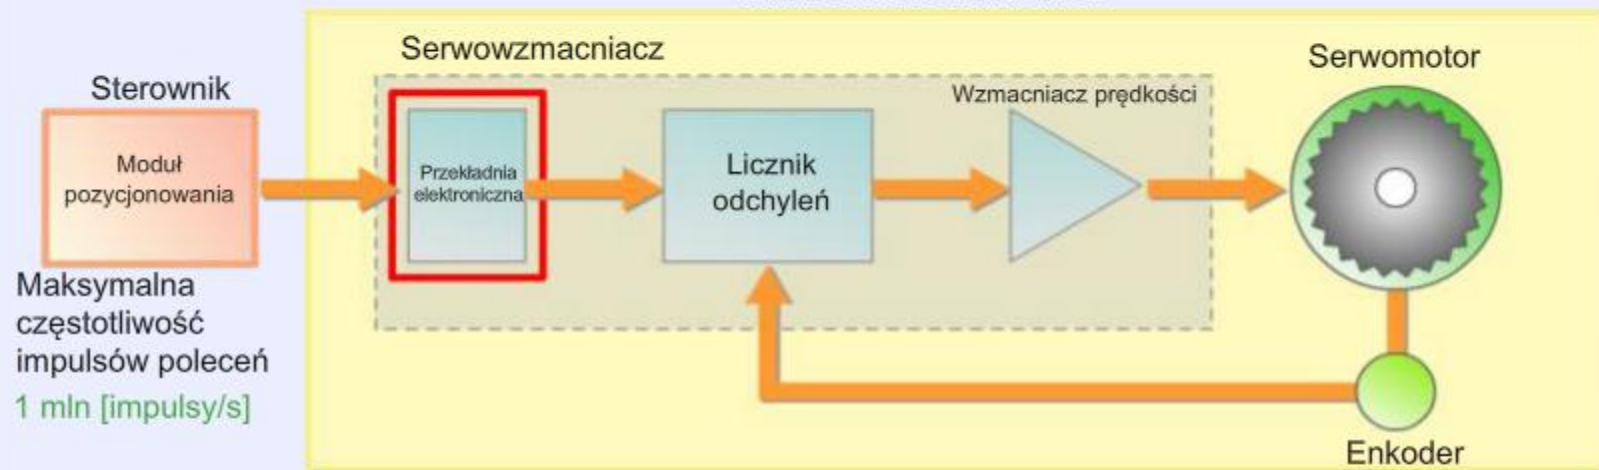 Serwowzmacniacz
Serwomotor
Sterownik
Wzmacniacz prędkości
Moduł
pozycjonowania
Przekładnia
elektroniczna
Licznik
odchyleń
Maksymalna
częstotliwość
impulsów poleceń
1 mln [impulsy/s]
Enkoder